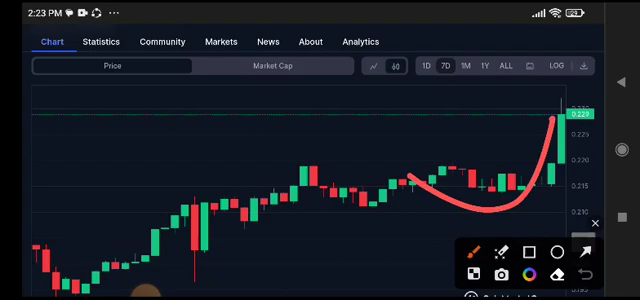 2:23 PM
29
Chart Statistics Community Markets News About Analytics
Price Market Cap 1D 7D 1M 1Y ALL LOG
0.229
0.225
0.220
0.215
0.210